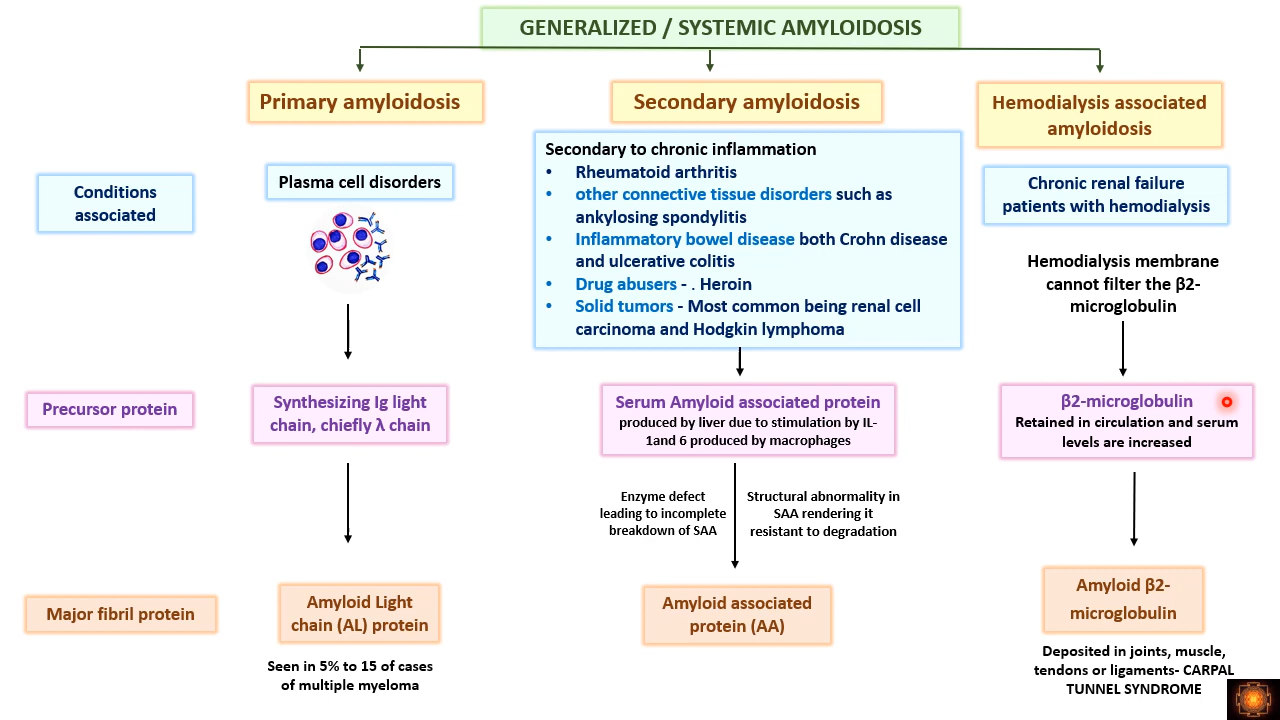 GENERALIZED / SYSTEMIC AMYLOIDOSIS
Primary amyloidosis
Secondary amyloidosis
Hemodialysis associated
amyloidosis
Conditions
associated
Plasma cell disorders
Secondary to chronic inflammation
• Rheumatoid arthritis
• other connective tissue disorders such as
ankylosing spondylitis
• Inflammatory bowel disease both Crohn disease
and ulcerative colitis
• Drug abusers - . Heroin
• Solid tumors - Most common being renal cell
carcinoma and Hodgkin lymphoma
Chronic renal failure
patients with hemodialysis
Hemodialysis membrane
cannot filter the β2-
microglobulin
Precursor protein
Synthesizing Ig light
chain, chiefly λ chain
Serum Amyloid associated protein
produced by liver due to stimulation by IL-
1and 6 produced by macrophages
β2-microglobulin
Retained in circulation and serum
levels are increased
Enzyme defect
leading to incomplete
breakdown of SAA
Structural abnormality in
SAA rendering it
resistant to degradation
Major fibril protein
Amyloid Light
chain (AL) protein
Seen in 5% to 15 of cases
of multiple myeloma
Amyloid associated
protein (AA)
Amyloid β2-
microglobulin
Deposited in joints, muscle,
tendons or ligaments- CARPAL
TUNNEL SYNDROME